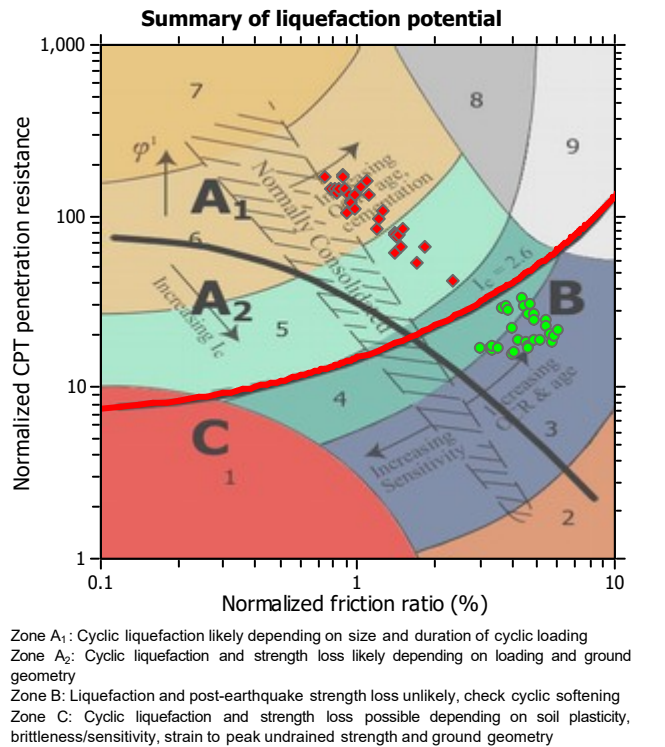 Summary of liquefaction potential
1,000
7
8
9
φ'
A1
Increasing
OCR, age,
cementation
Normally Consolidated
100
6
A2
Increasing Ic
Ic = 2.6
B
5
10
4
C
1
Increasing
OCR & age
Increasing
Sensitivity
3
2
1
0.1
1
10
Normalized CPT penetration resistance
Normalized friction ratio (%)
Zone A1: Cyclic liquefaction likely depending on size and duration of cyclic loading
Zone A2: Cyclic liquefaction and strength loss likely depending on loading and ground
geometry
Zone B: Liquefaction and post-earthquake strength loss unlikely, check cyclic softening
Zone C: Cyclic liquefaction and strength loss possible depending on soil plasticity,
brittleness/sensitivity, strain to peak undrained strength and ground geometry